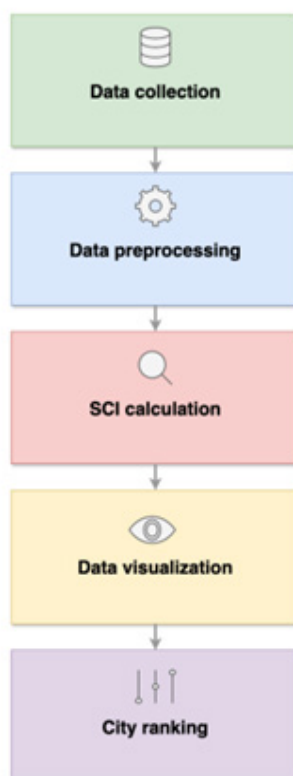 Data collection
Data preprocessing
SCI calculation
Data visualization
City ranking